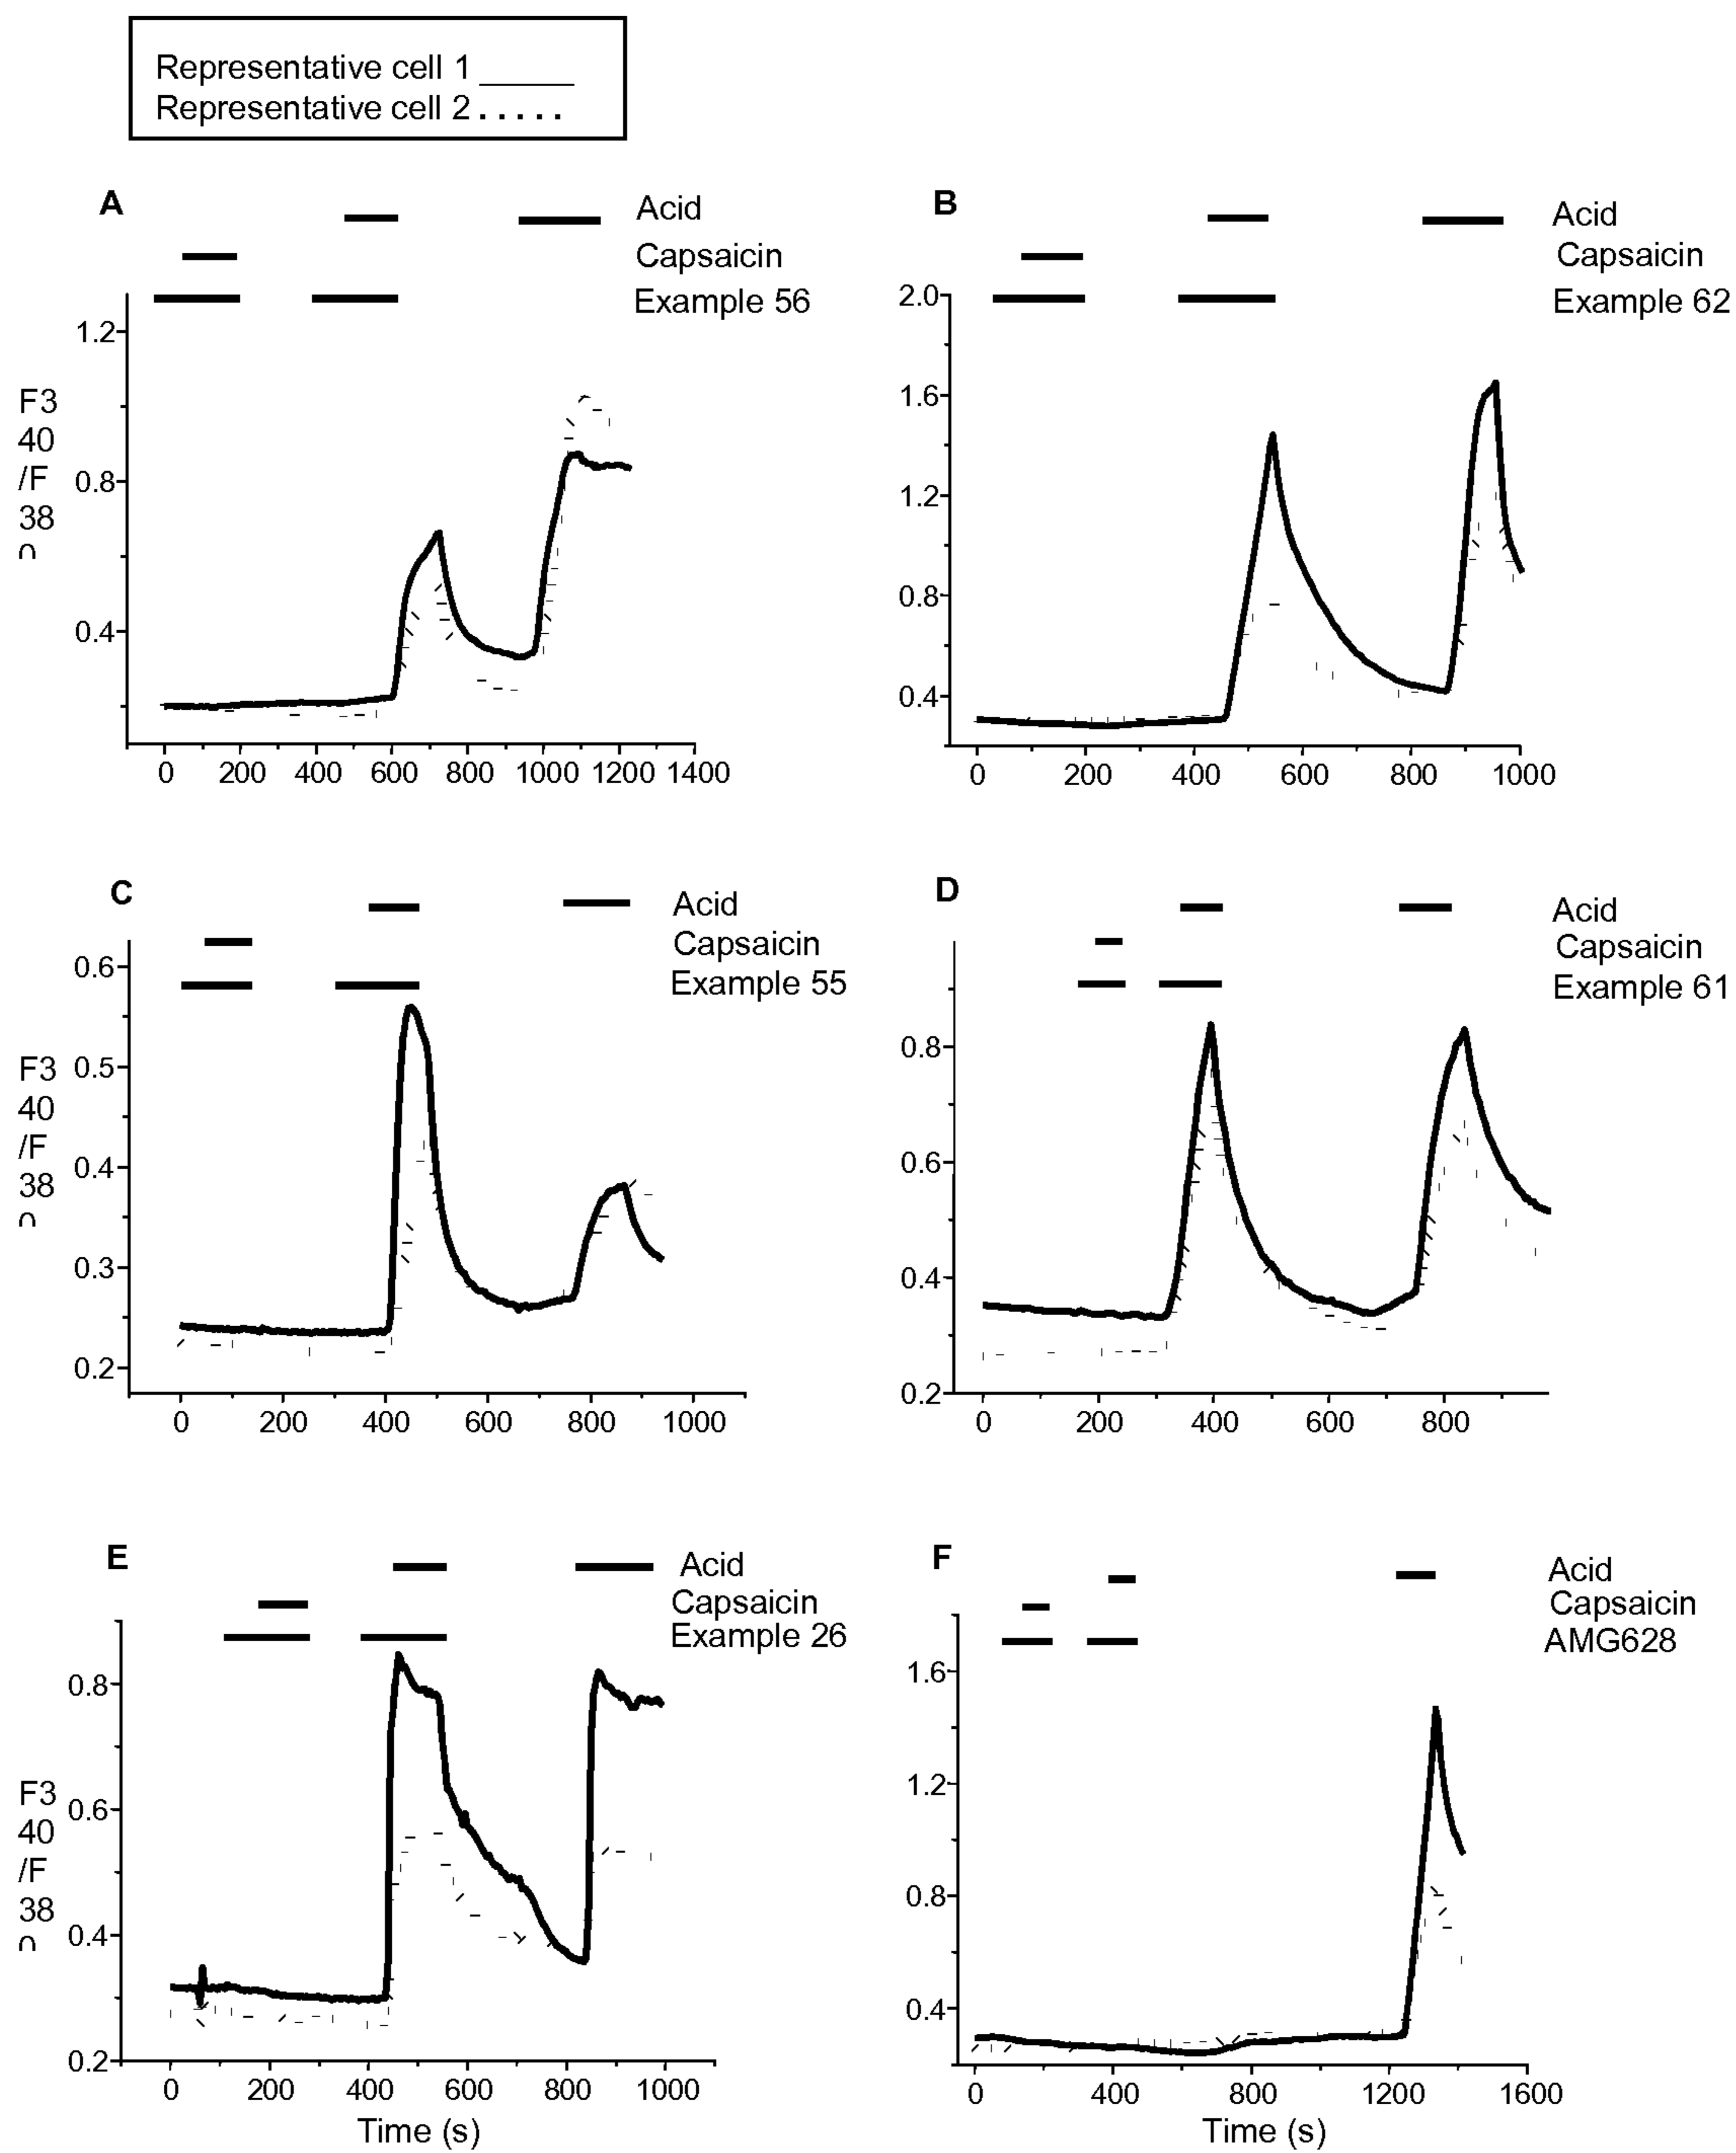 Representative cell 1
Representative cell 2 .....
A
Acid
Capsaicin
Example 56
F3
40
/F
38
0
1.2
0.8
0.4
0 200 400 600 800 1000 1200 1400
B
Acid
Capsaicin
Example 62
2.0
1.6
1.2
0.8
0.4
0 200 400 600 800 1000
C
Acid
Capsaicin
Example 55
F3
40
/F
38
0
0.6
0.5
0.4
0.3
0.2
0 200 400 600 800 1000
D
Acid
Capsaicin
Example 61
0.8
0.6
0.4
0.2
0 200 400 600 800
E
Acid
Capsaicin
Example 26
F3
40
/F
38
0
0.8
0.6
0.4
0.2
0 200 400 600 800 1000
Time (s)
F
Acid
Capsaicin
AMG628
1.6
1.2
0.8
0.4
0 400 800 1200 1600
Time (s)